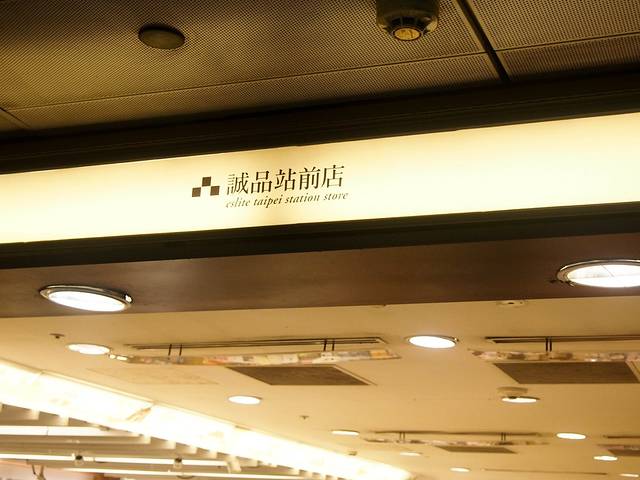 誠品站前店
eslite taipei station store